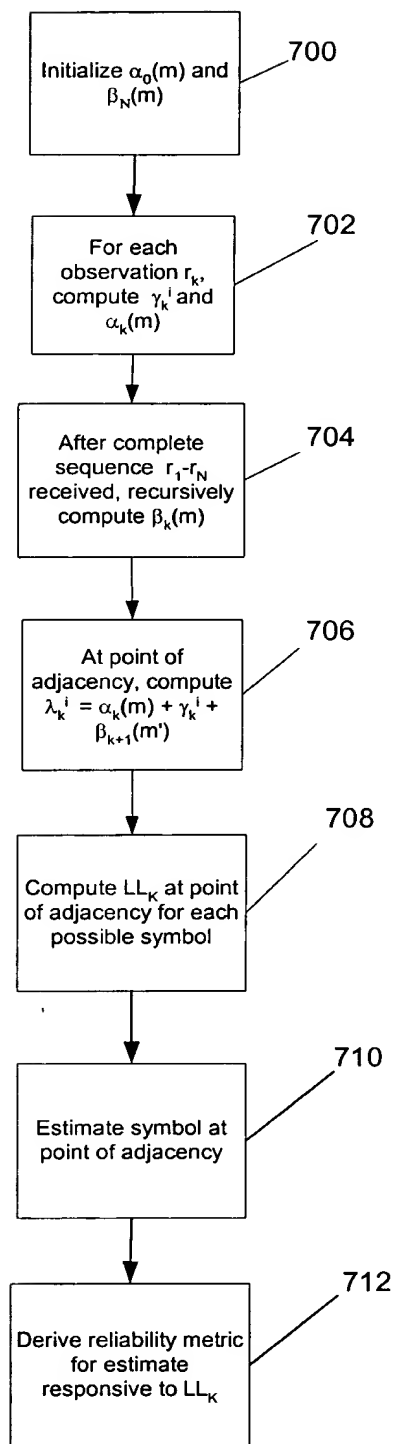 Initialize α₀(m) and
βN(m)
700
For each
observation rₖ,
compute γₖⁱ and
αₖ(m)
702
After complete
sequence r₁-rN
received, recursively
compute βₖ(m)
704
At point of
adjacency, compute
λₖⁱ = αₖ(m) + γₖⁱ +
βₖ₊₁(m')
706
Compute LLK at point
of adjacency for each
possible symbol
708
Estimate symbol at
point of adjacency
710
Derive reliability metric
for estimate
responsive to LLK
712